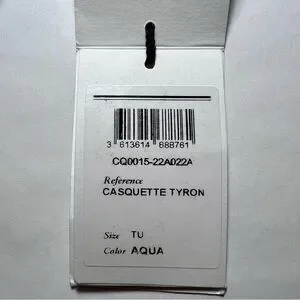 3 613614 688761
CQ0015-22A022A
Reference
CASQUETTE TYRON
Size TU
Color AQUA